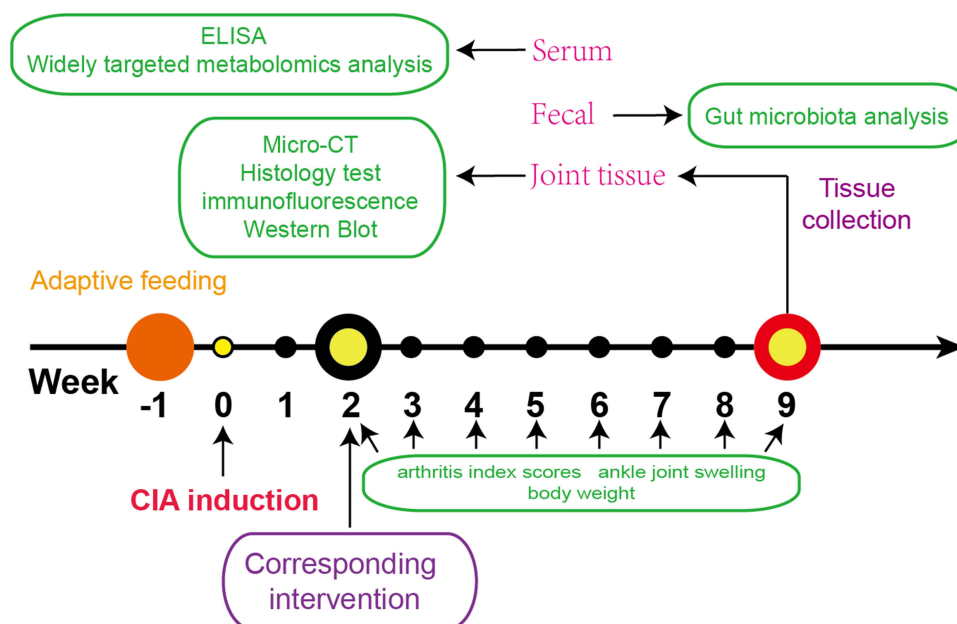 ELISA
Widely targeted metabolomics analysis
Serum
Fecal
Gut microbiota analysis
Micro-CT
Histology test
immunofluorescence
Western Blot
Joint tissue
Tissue
collection
Adaptive feeding
Week
-1 0 1 2 3 4 5 6 7 8 9
arthritis index scores ankle joint swelling
body weight
CIA induction
Corresponding
intervention